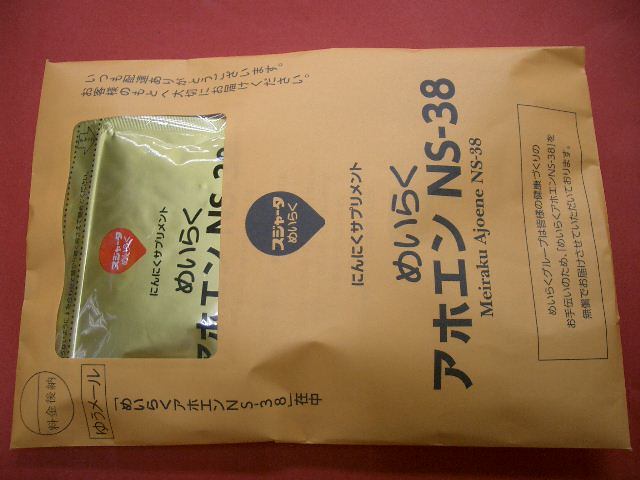 料金後納
ゆうメール
「めいらくアホエンNS-38」在中
いつも配達ありがとうございます。
お客様のもとへ大切にお届けください。
にんにくサプリメント
スジャータ
めいらく
めいらく
アホエン NS-38
スジャータ
めいらく
にんにくサプリメント
めいらく
アホエン NS-38
Meiraku Ajoene NS-38
めいらくグループは皆様の健康づくりの
お手伝いのため、「めいらくアホエンNS-38」を
無償でお届けさせていただいております。